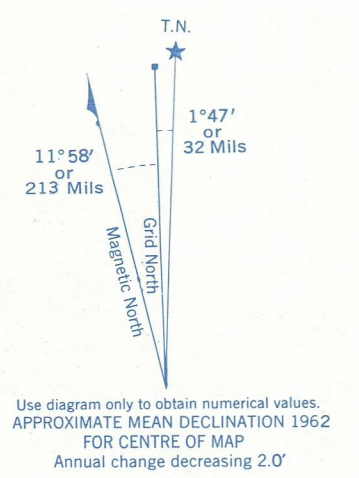 T.N.
1°47'
or
32 Mils
11°58'
or
213 Mils
Grid North
Magnetic North
Use diagram only to obtain numerical values.
APPROXIMATE MEAN DECLINATION 1962
FOR CENTRE OF MAP
Annual change decreasing 2.0'